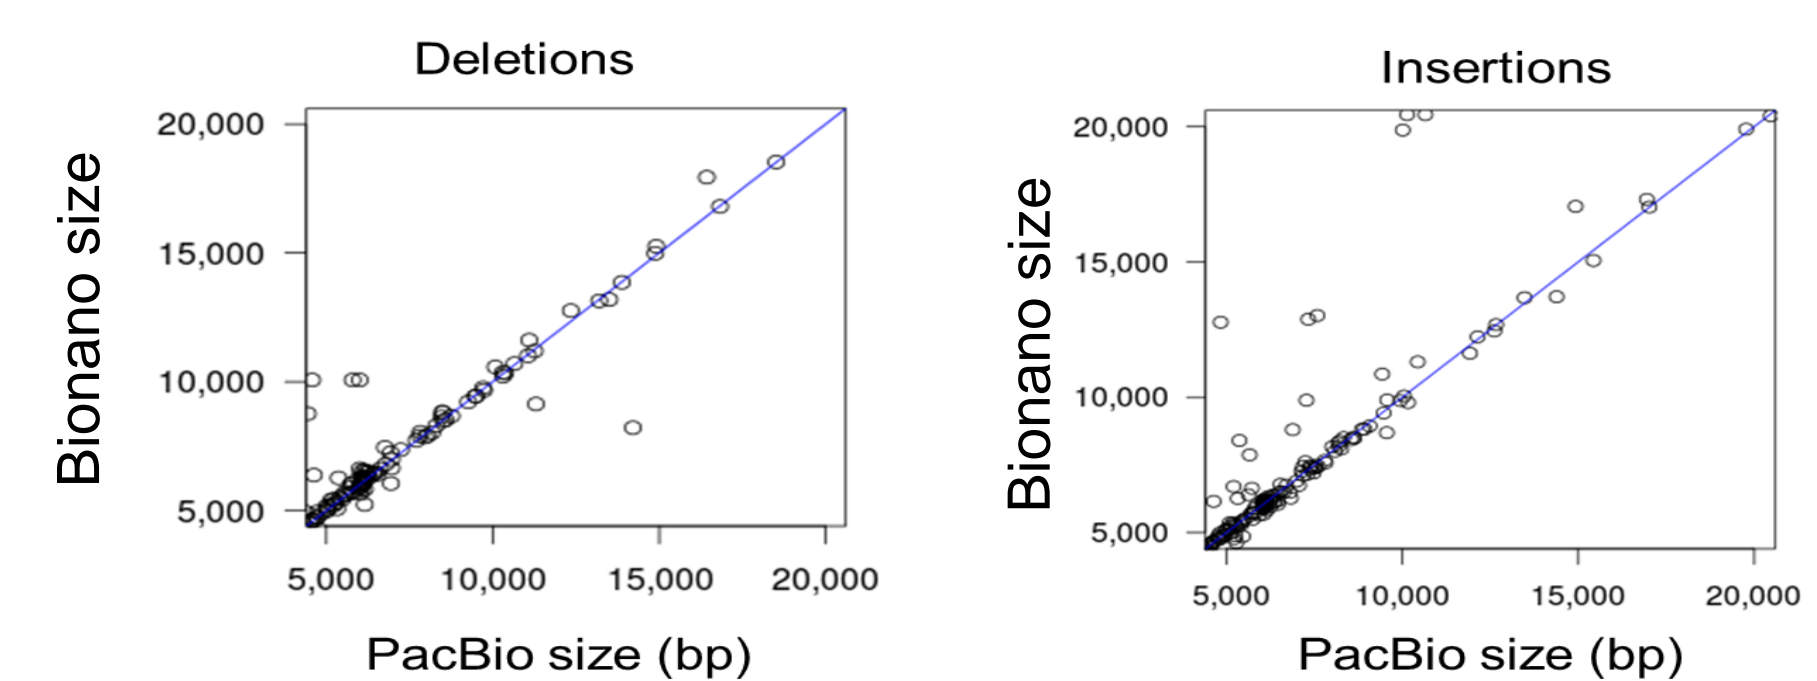 Deletions
Bionano size
20,000
15,000
10,000
5,000
5,000 10,000 15,000 20,000
PacBio size (bp)
Insertions
Bionano size
20,000
15,000
10,000
5,000
5,000 10,000 15,000 20,000
PacBio size (bp)